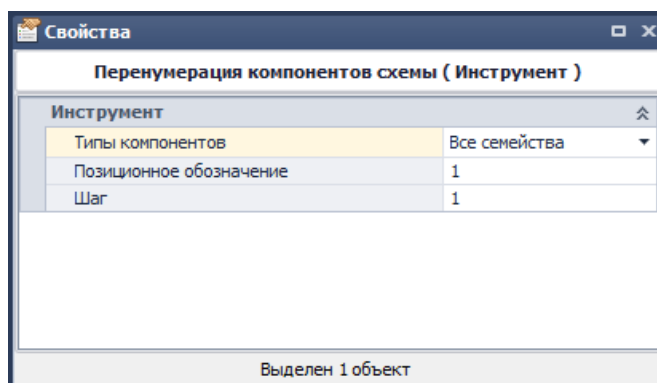 Свойства
Перенумерация компонентов схемы ( Инструмент )
Инструмент
Типы компонентов Все семейства
Позиционное обозначение 1
Шаг 1
Выделен 1 объект